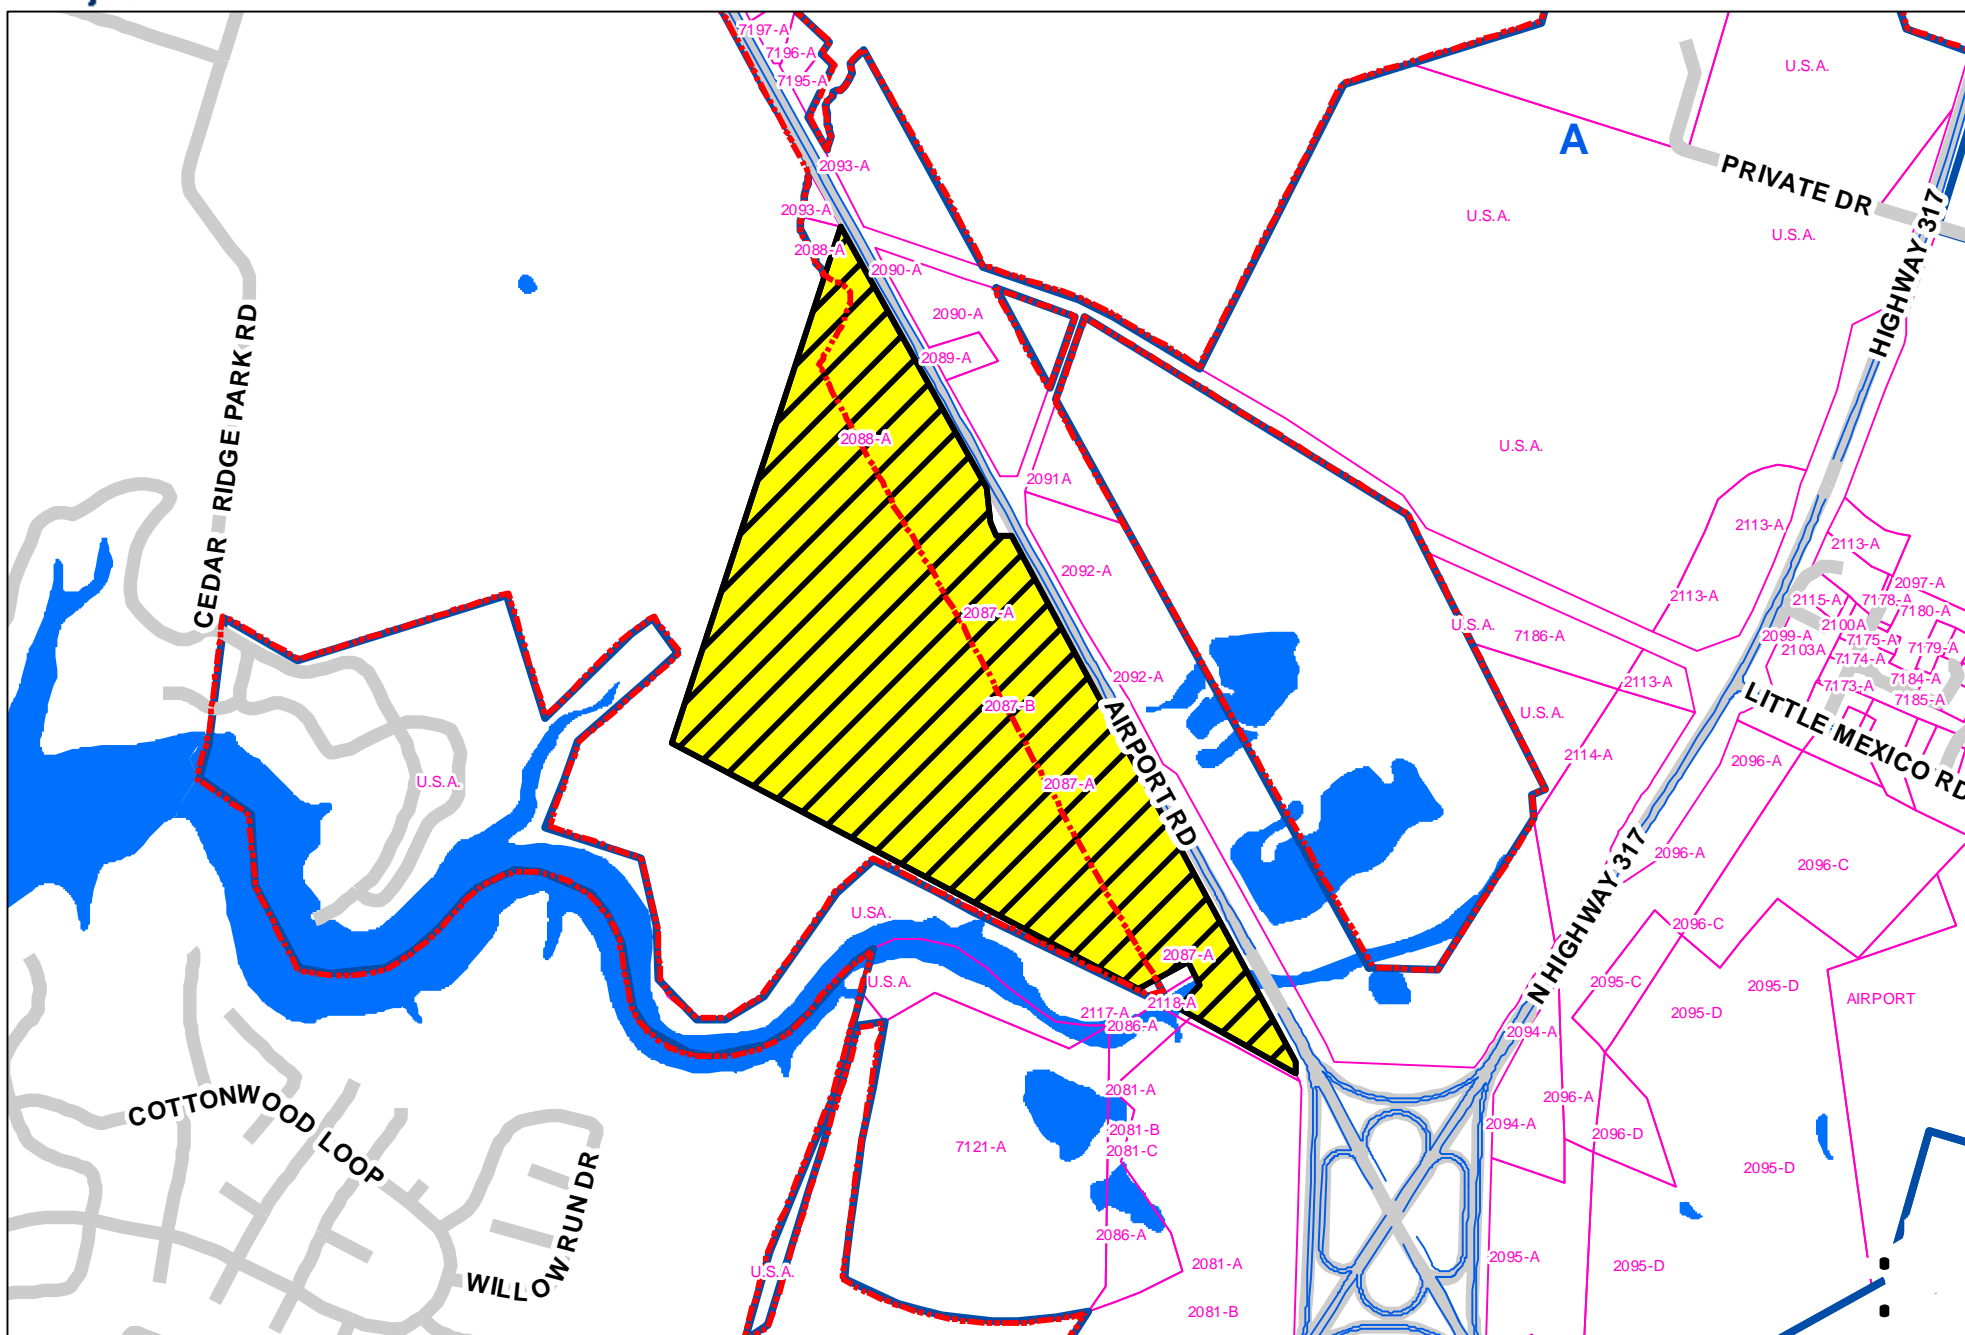 7197-A
7196-A
7195-A
U.S.A.
A
PRIVATE DR
2093-A
2093-A
U.S.A.
U.S.A.
HIGHWAY 317
2088-A
2090-A
2090-A
2089-A
CEDAR RIDGE PARK RD
2088-A
U.S.A.
2091A
2113-A
2113-A
2092-A
2097-A
2113-A
2115-A
7178-A
7180-A
2087-A
U.S.A.
7186-A
2100A
2099-A
7175-A
2103A
7179-A
7174-A
2092-A
2113-A
7184-A
7173-A
7185-A
2087-B
U.S.A.
LITTLE MEXICO RD
AIRPORT RD
2114-A
2096-A
U.S.A.
2087-A
2096-A
2096-C
N HIGHWAY 317
U.SA.
2096-C
2087-A
U.S.A.
2095-C
2095-D
AIRPORT
2118-A
2117-A
2086-A
2095-D
2094-A
2081-A
2096-A
COTTONWOOD LOOP
2094-A
2081-B
2096-D
7121-A
2081-C
2095-D
WILLOW RUN DR
2086-A
2081-A
2095-A
2095-D
U.S.A.
2081-B